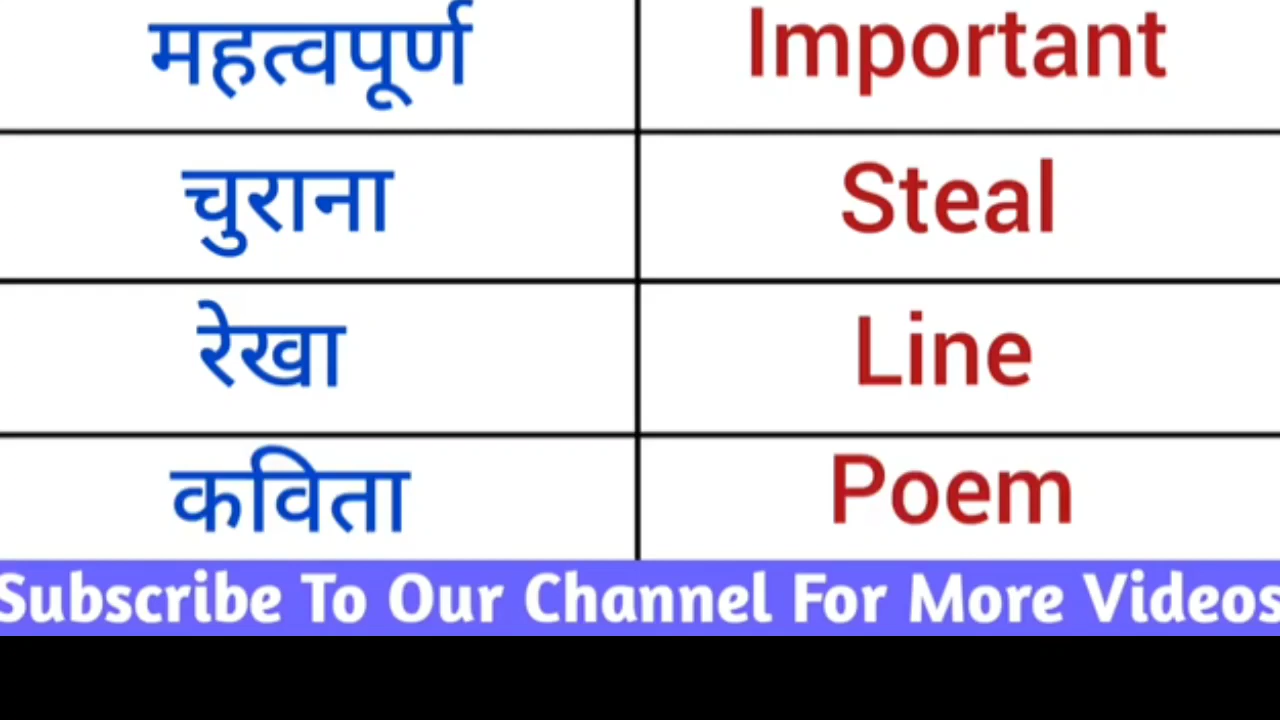 महत्वपूर्ण Important
चुराना Steal
रेखा Line
कविता Poem
Subscribe To Our Channel For More Videos